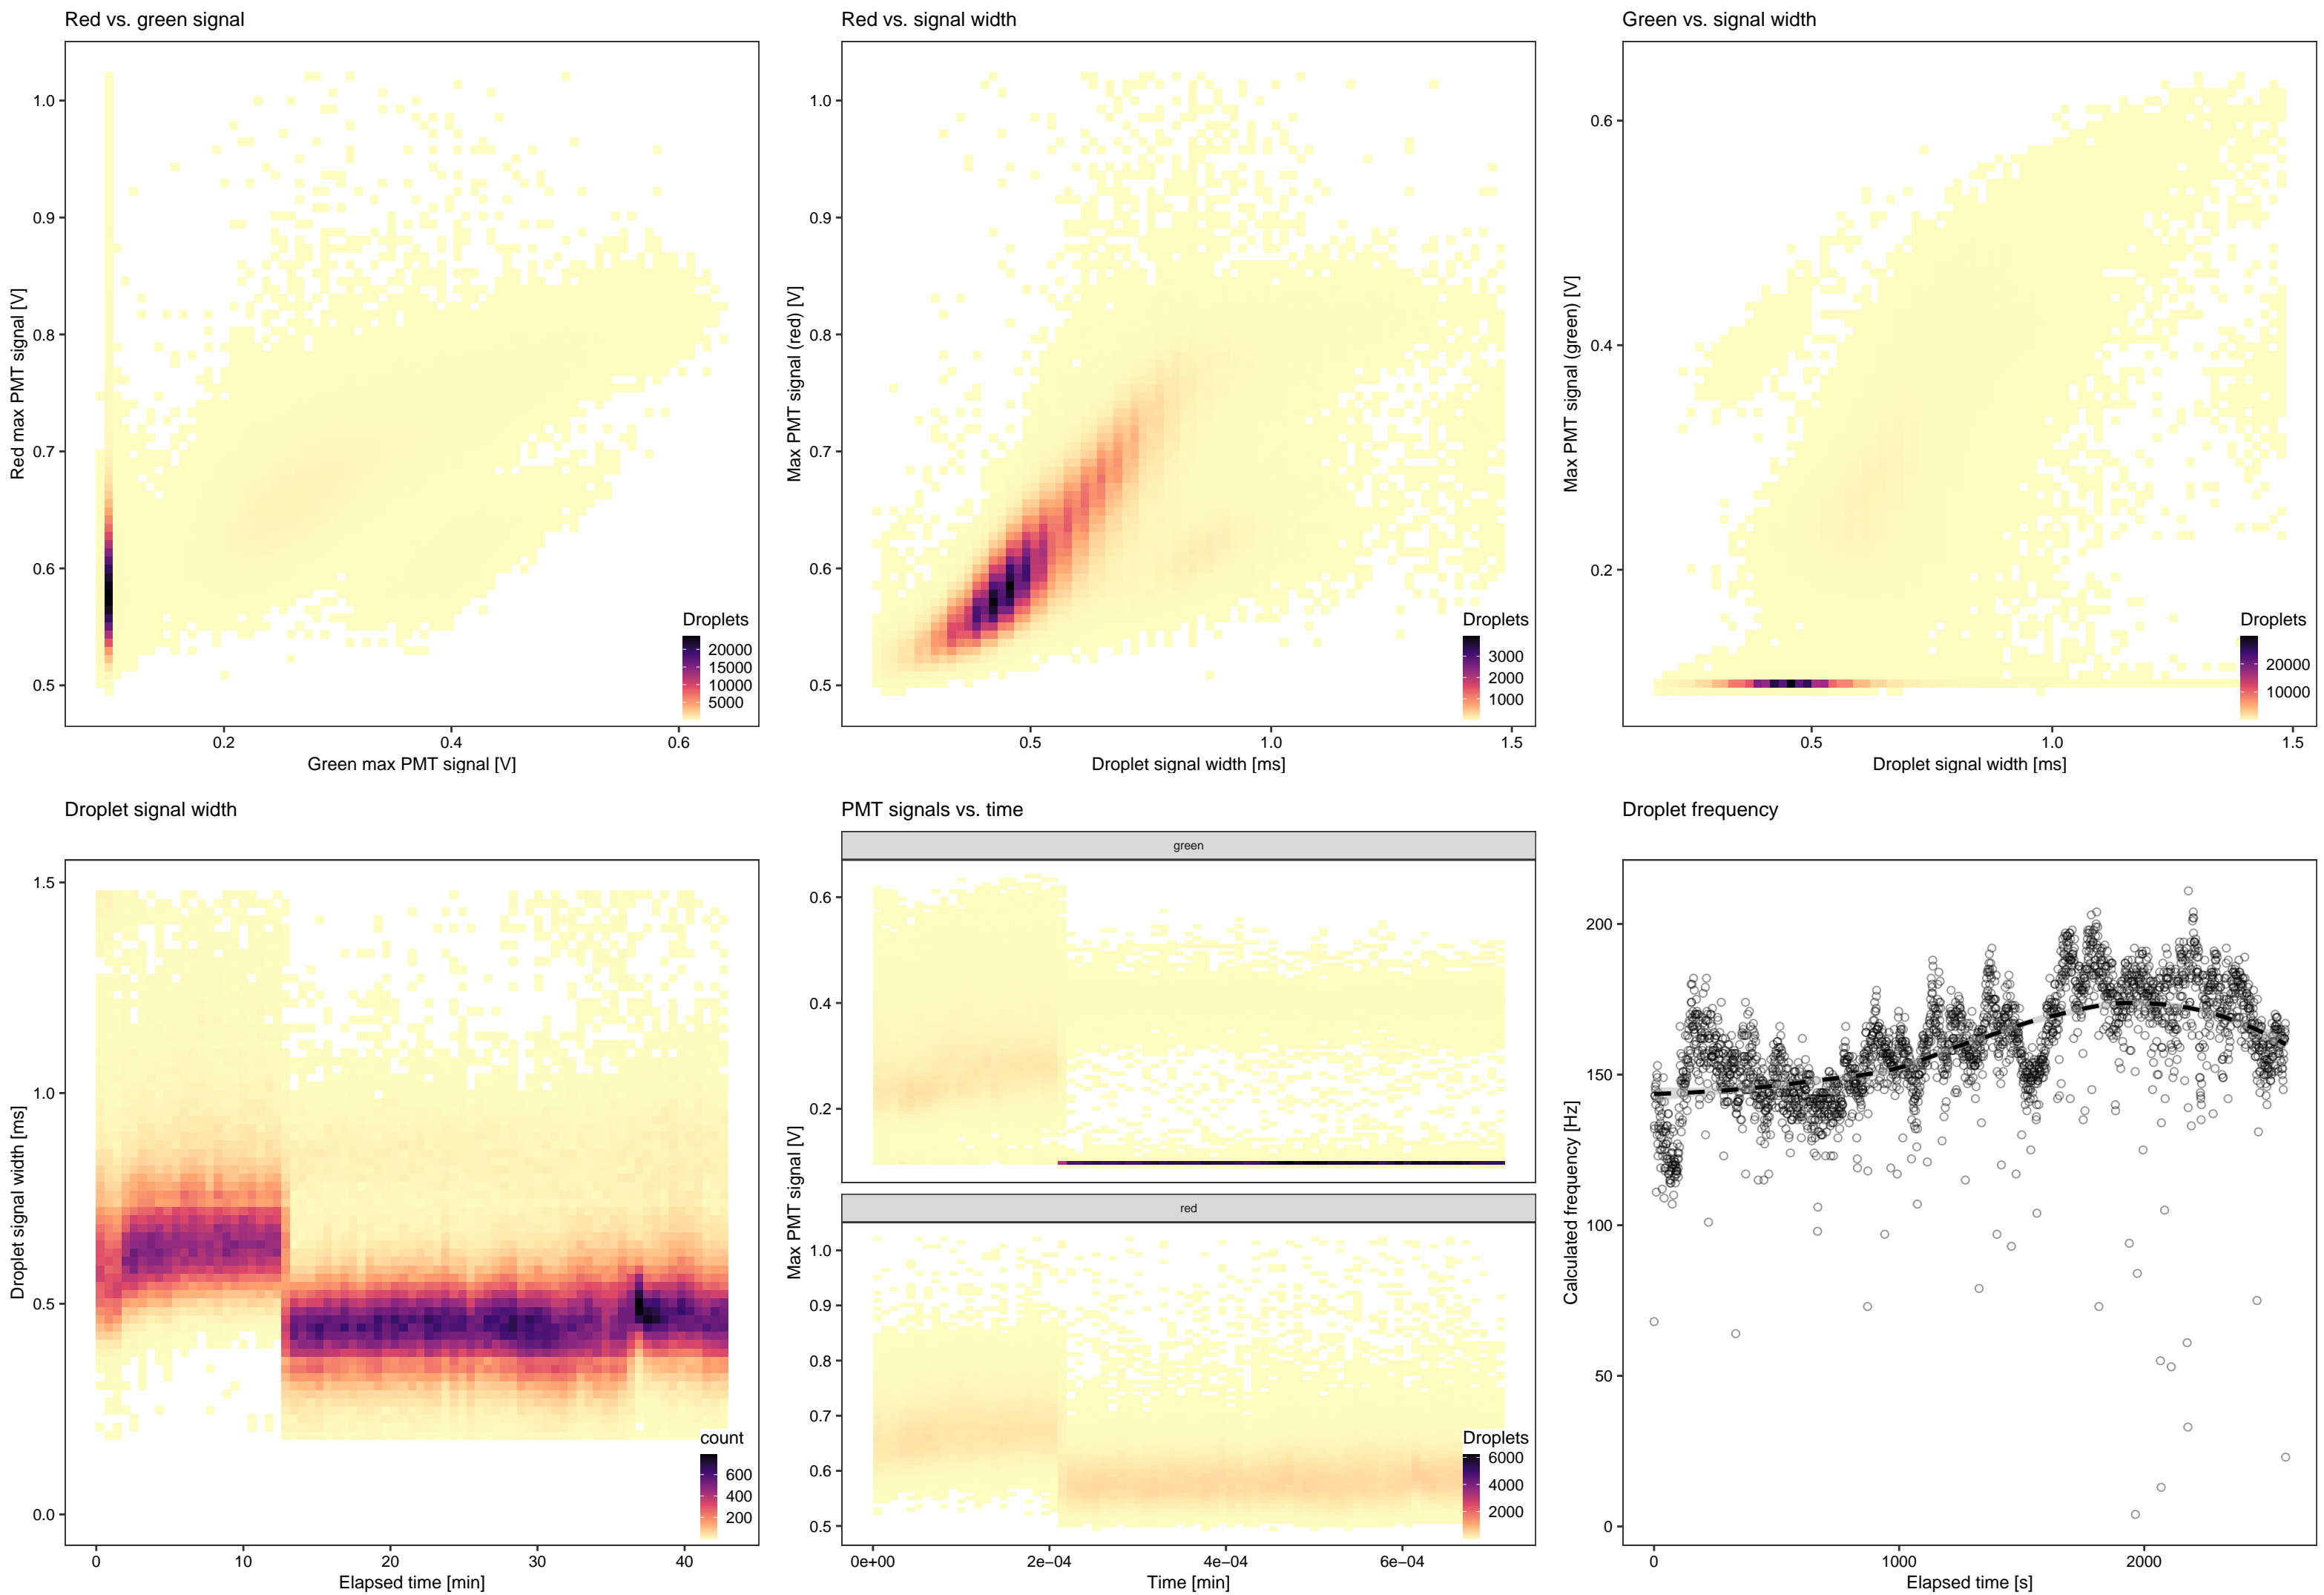 Red vs. green signal
Red max PMT signal [V]
1.0
0.9
0.8
0.7
0.6
0.5
0.2
0.4
0.6
Green max PMT signal [V]
Droplets
20000
15000
10000
5000
Red vs. signal width
Max PMT signal (red) [V]
1.0
0.9
0.8
0.7
0.6
0.5
0.5
1.0
1.5
Droplet signal width [ms]
Droplets
3000
2000
1000
Green vs. signal width
Max PMT signal (green) [V]
0.6
0.4
0.2
0.5
1.0
1.5
Droplet signal width [ms]
Droplets
20000
10000
Droplet signal width
Droplet signal width [ms]
1.5
1.0
0.5
0.0
0
10
20
30
40
Elapsed time [min]
count
600
400
200
PMT signals vs. time
Max PMT signal [V]
green
0.6
0.4
0.2
red
1.0
0.9
0.8
0.7
0.6
0.5
0e+00
2e−04
4e−04
6e−04
Time [min]
Droplets
6000
4000
2000
Droplet frequency
Calculated frequency [Hz]
200
150
100
50
0
0
1000
2000
Elapsed time [s]